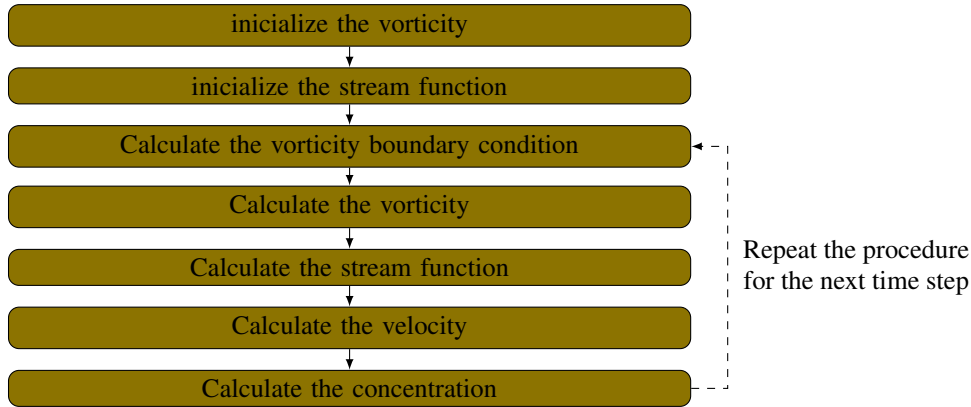 inicialize the vorticity
inicialize the stream function
Calculate the vorticity boundary condition
Calculate the vorticity
Calculate the stream function
Calculate the velocity
Calculate the concentration
Repeat the procedure
for the next time step